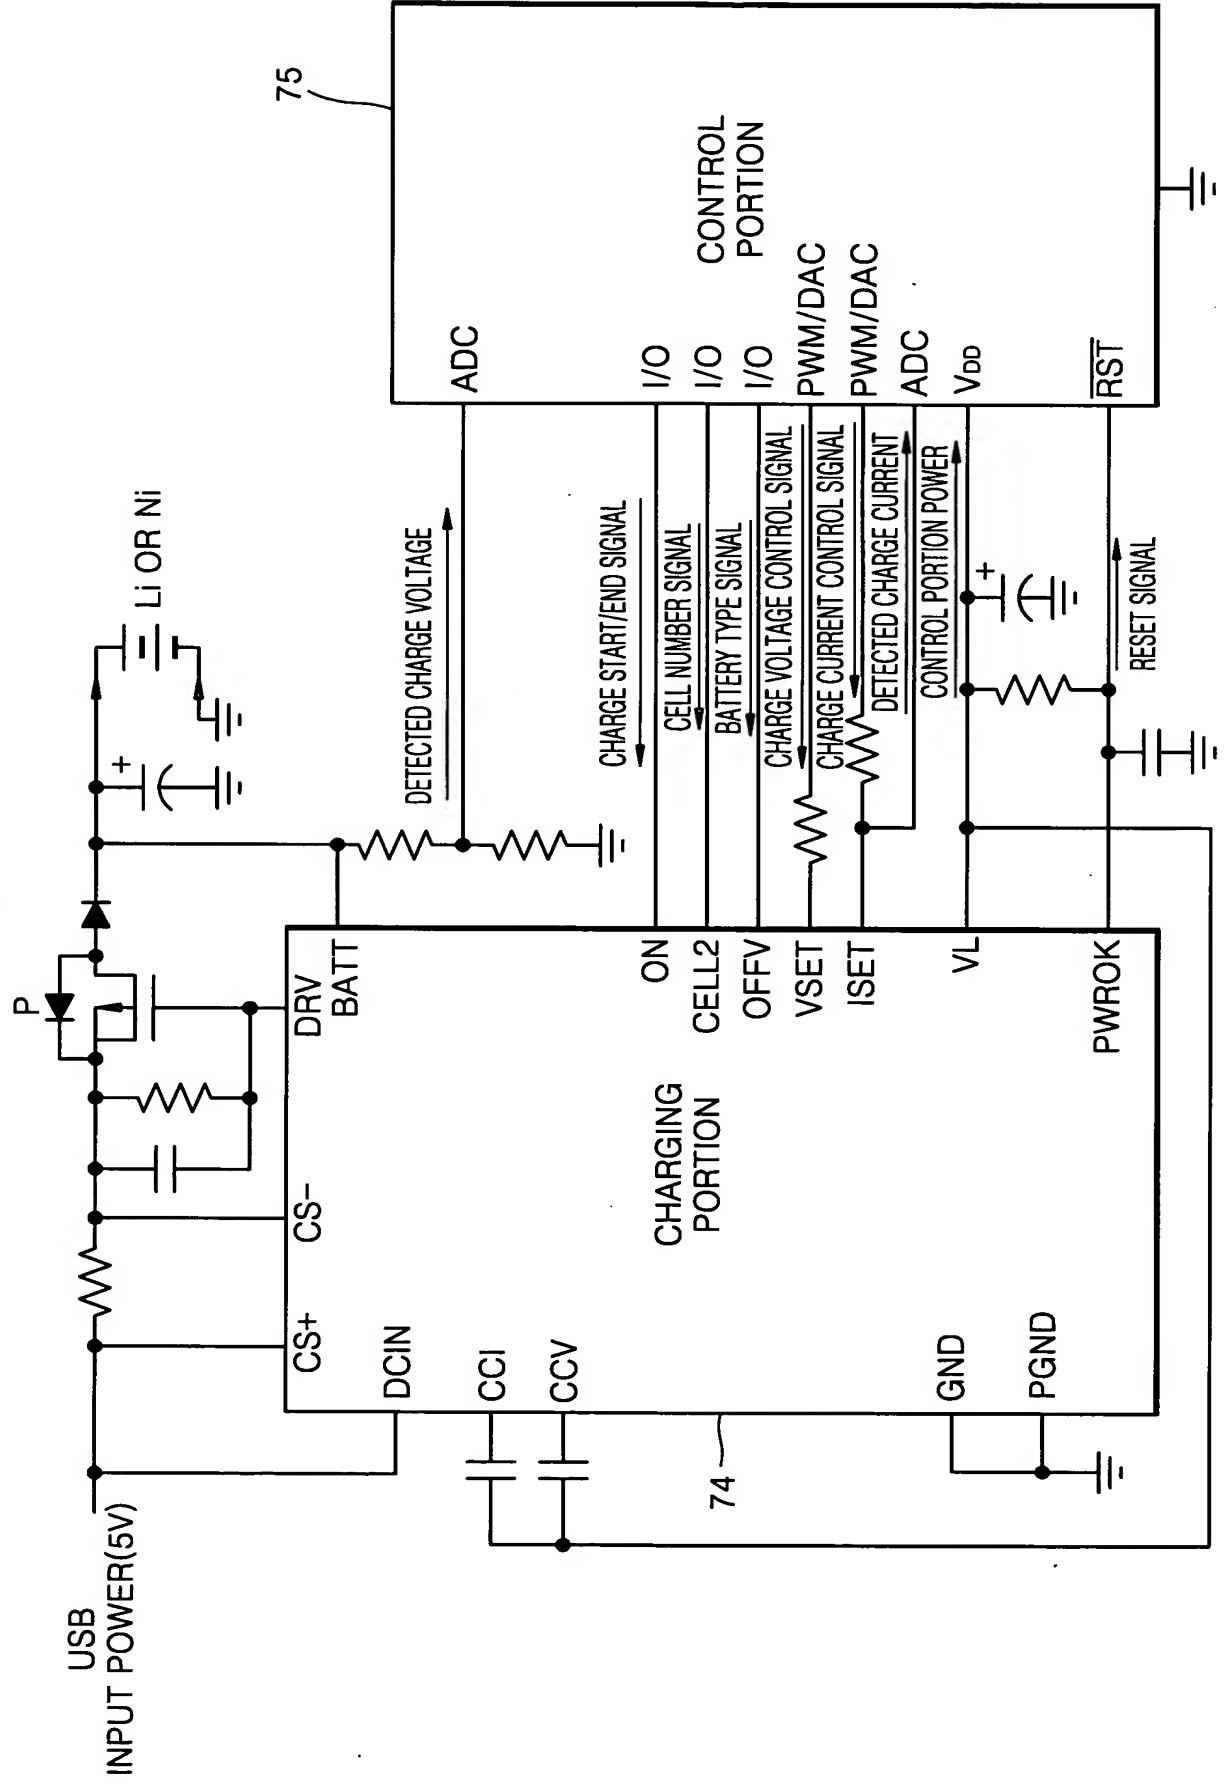 USB
INPUT POWER(5V)
P
+
Li OR Ni
75
CS+
CS−
DRV
BATT
DCIN
CCI
CCV
GND
PGND
CHARGING
PORTION
74
ON
CELL2
OFFV
VSET
ISET
VL
PWROK
DETECTED CHARGE VOLTAGE
CHARGE START/END SIGNAL
CELL NUMBER SIGNAL
BATTERY TYPE SIGNAL
CHARGE VOLTAGE CONTROL SIGNAL
CHARGE CURRENT CONTROL SIGNAL
DETECTED CHARGE CURRENT
CONTROL PORTION POWER
+
RESET SIGNAL
ADC
I/O
I/O
I/O
PWM/DAC
PWM/DAC
ADC
VDD
RST
CONTROL
PORTION